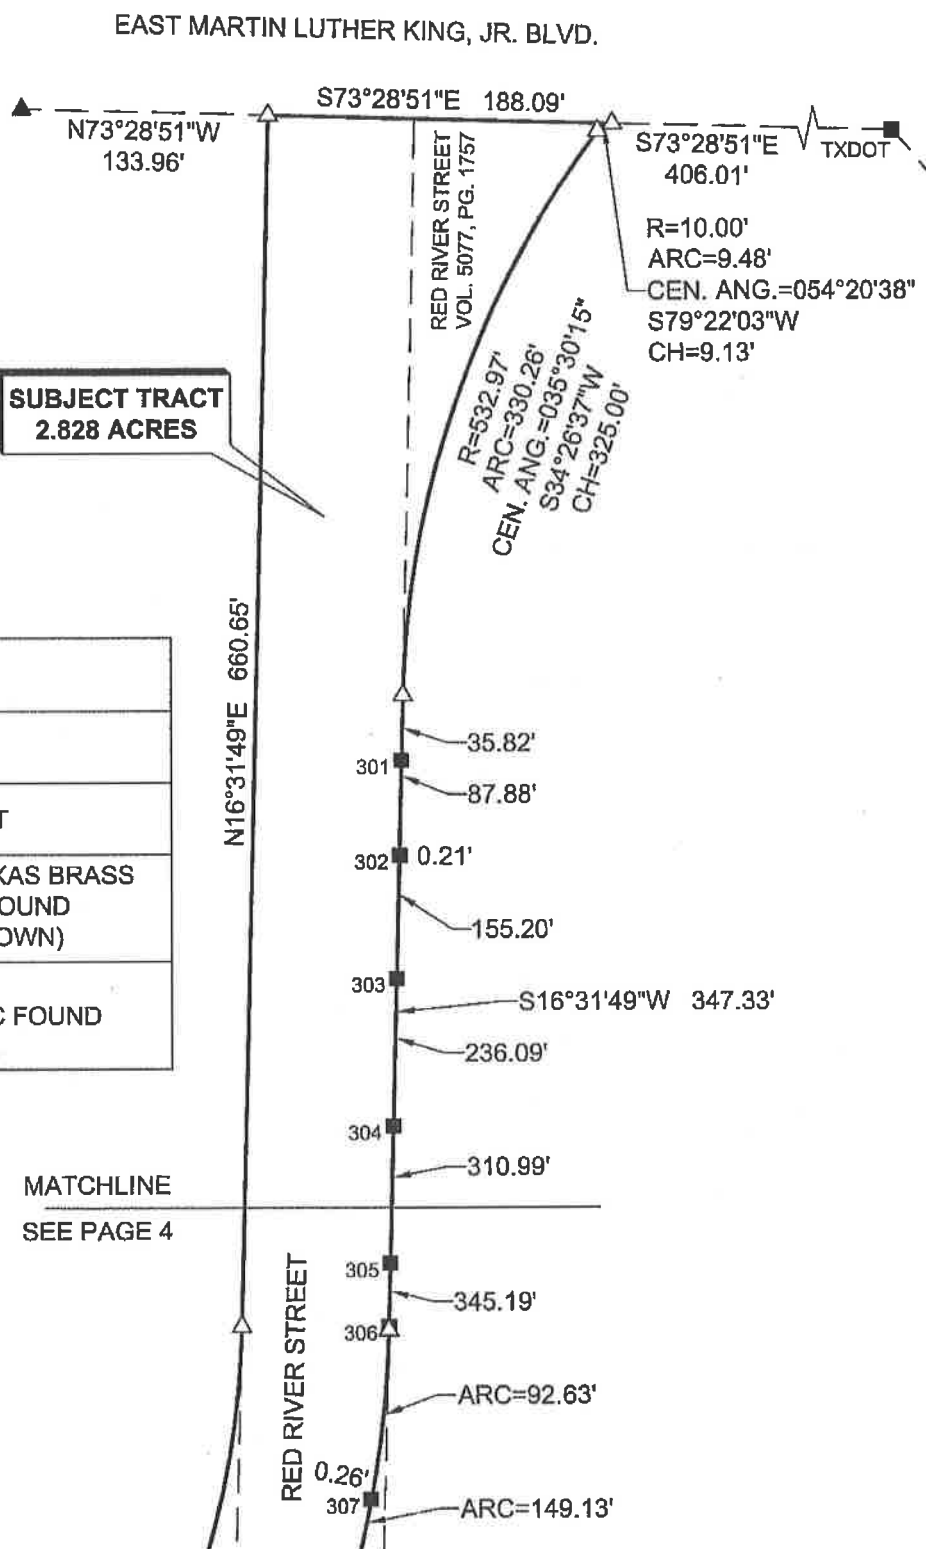 EAST MARTIN LUTHER KING, JR. BLVD.
S73°28'51"E 188.09'
N73°28'51"W
133.96'
S73°28'51"E
406.01'
TXDOT
RED RIVER STREET
VOL. 5077, PG. 1757
R=10.00'
ARC=9.48'
CEN. ANG.=054°20'38"
S79°22'03"W
CH=9.13'
R=532.97'
ARC=330.26'
CEN. ANG.=035°30'15"
S34°26'37"W
CH=325.00'
SUBJECT TRACT
2.828 ACRES
N16°31'49"E 660.65'
35.82'
301
87.88'
302
0.21'
155.20'
303
S16°31'49"W 347.33'
236.09'
304
310.99'
T
KAS BRASS
OUND
OWN)
C FOUND
MATCHLINE
SEE PAGE 4
305
345.19'
306
RED RIVER STREET
ARC=92.63'
0.26'
307
ARC=149.13'